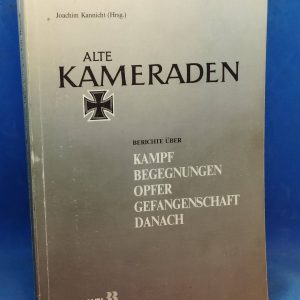 Joachim Kannicht (Hrsg.)
ALTE
KAMERADEN
BERICHTE ÜBER
KAMPF
BEGEGNUNGEN
OPFER
GEFANGENSCHAFT
DANACH